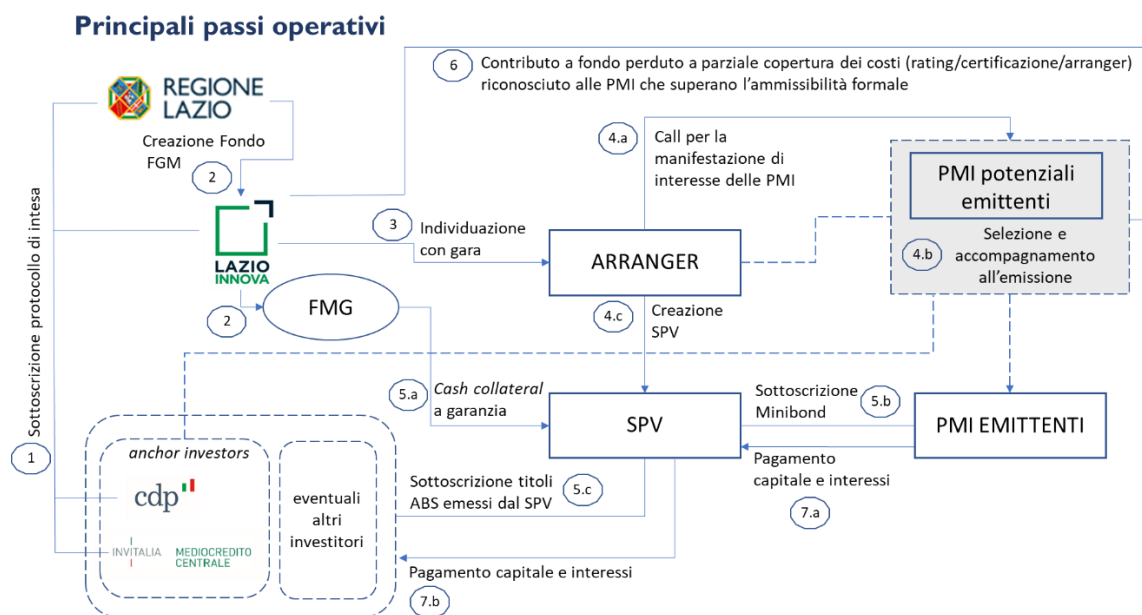 Principali passi operativi
REGIONE
LAZIO
6
Contributo a fondo perduto a parziale copertura dei costi (rating/certificazione/arranger)
riconosciuto alle PMI che superano l'ammissibilità formale
Creazione Fondo
FGM
2
4.a
Call per la
manifestazione di
interesse delle PMI
PMI potenziali
emittenti
4.b
Selezione e
accompagnamento
all'emissione
LAZIO
INNOVA
3
Individuazione
con gara
ARRANGER
2
FMG
4.c
Creazione
SPV
Sottoscrizione protocollo di intesa
1
5.a
Cash collateral
a garanzia
SPV
Sottoscrizione
Minibond
5.b
PMI EMITTENTI
Pagamento
capitale e interessi
7.a
anchor investors
cdp
INVITALIA
MEDIOCREDITO
CENTRALE
eventuali
altri
investitori
Sottoscrizione titoli
ABS emessi dal SPV
5.c
Pagamento capitale e interessi
7.b